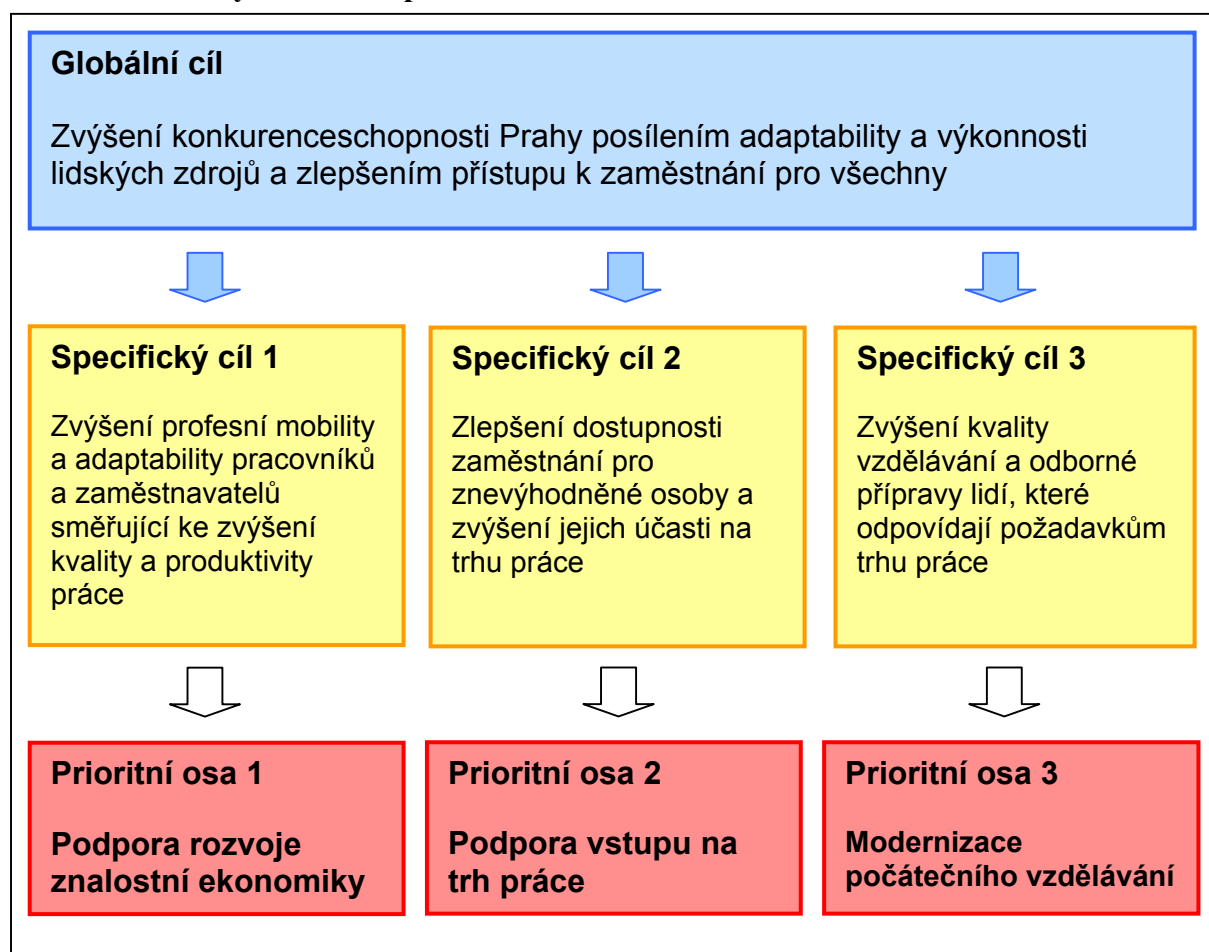 Globální cíl
Zvýšení konkurenceschopnosti Prahy posílením adaptability a výkonnosti
lidských zdrojů a zlepšením přístupu k zaměstnání pro všechny
Specifický cíl 1
Zvýšení profesní mobility
a adaptability pracovníků
a zaměstnavatelů
směřující ke zvýšení
kvality a produktivity
práce
Specifický cíl 2
Zlepšení dostupnosti
zaměstnání pro
znevýhodněné osoby a
zvýšení jejich účasti na
trhu práce
Specifický cíl 3
Zvýšení kvality
vzdělávání a odborné
přípravy lidí, které
odpovídají požadavkům
trhu práce
Prioritní osa 1
Podpora rozvoje
znalostní ekonomiky
Prioritní osa 2
Podpora vstupu na
trh práce
Prioritní osa 3
Modernizace
počátečního vzdělávání